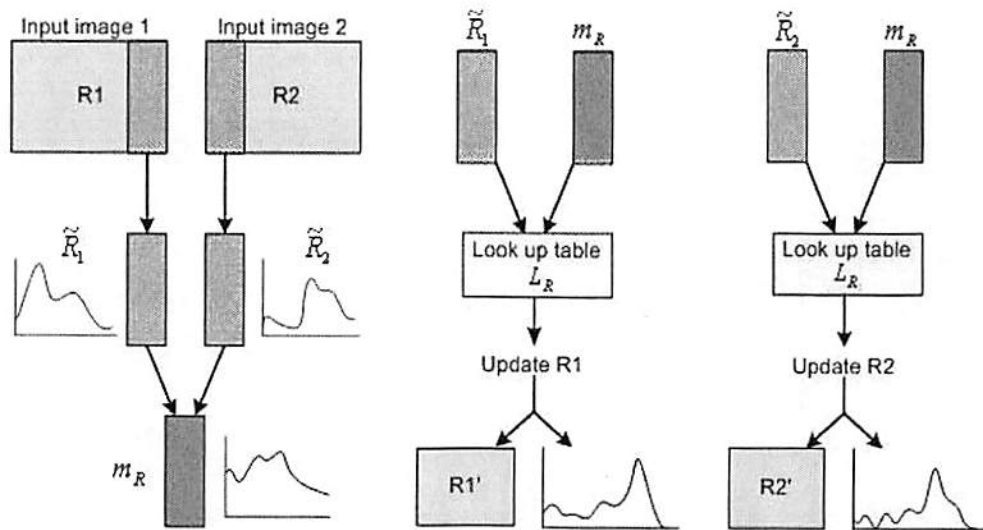 Input image 1
Input image 2
R1
R2
R̃₁
R̃₂
m_R
R̃₁
m_R
Look up table
L_R
Update R1
R1'
R̃₂
m_R
Look up table
L_R
Update R2
R2'